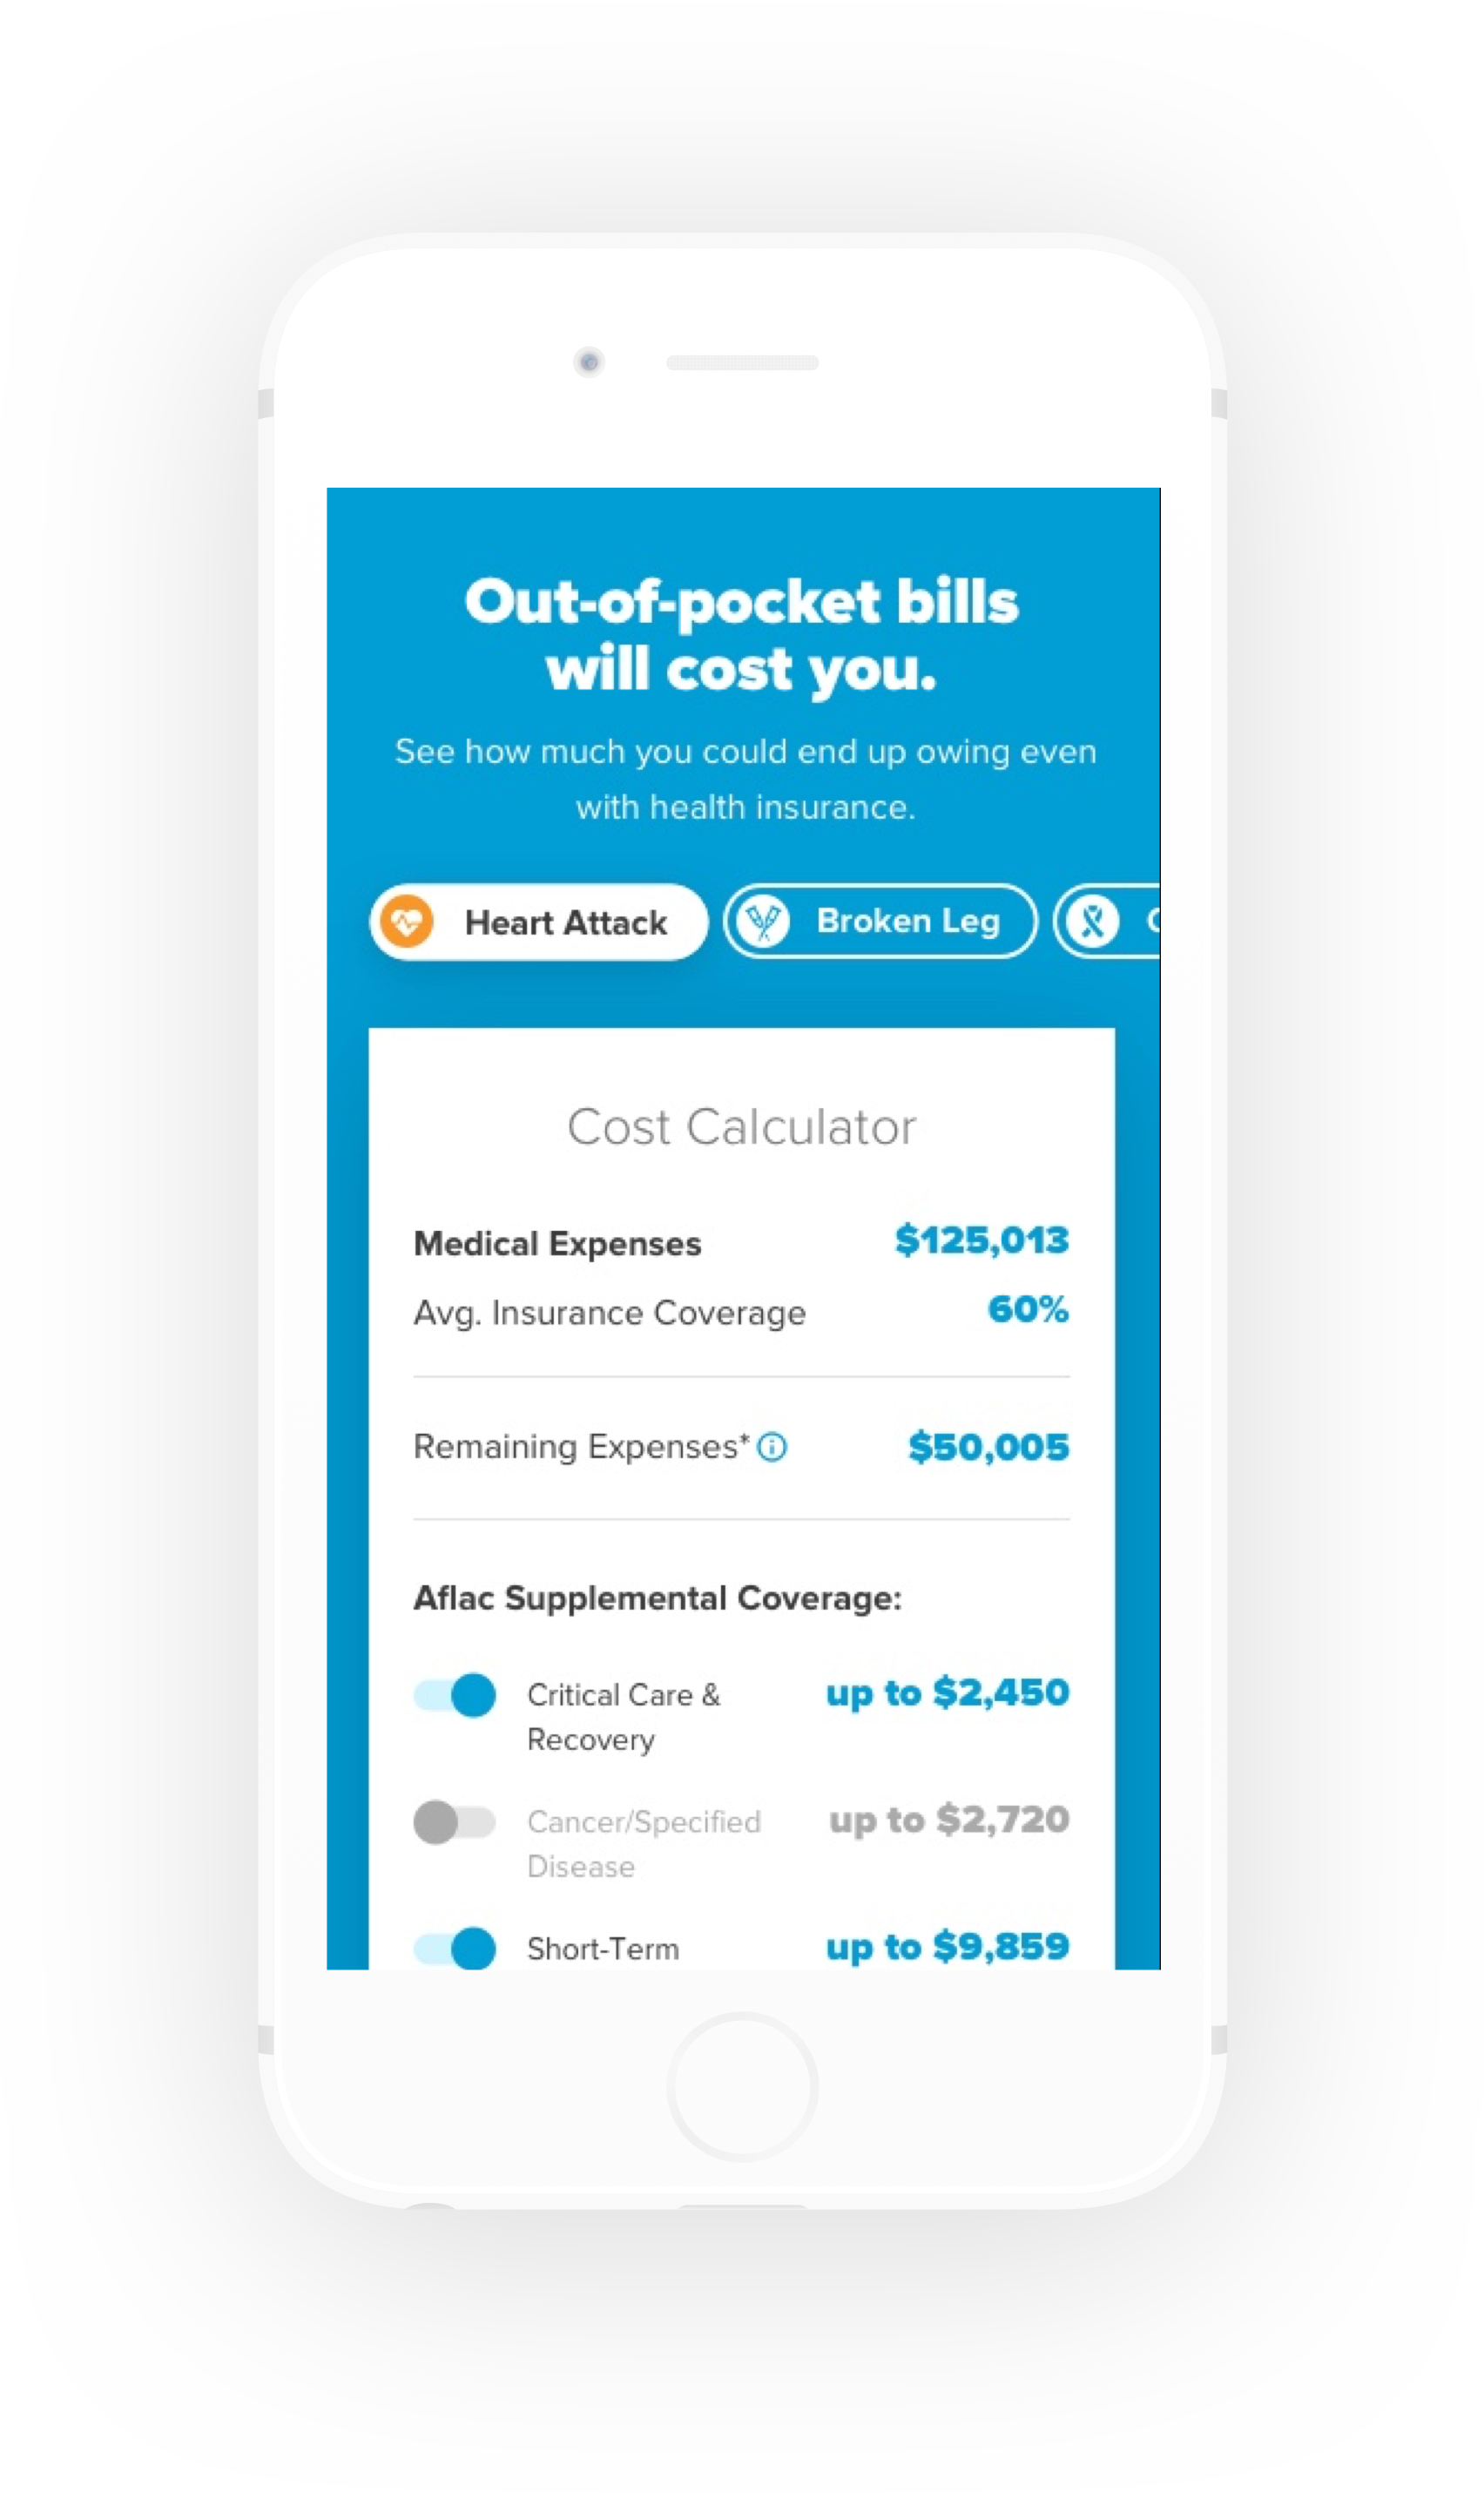 Out-of-pocket bills
will cost you.
See how much you could end up owing even
with health insurance.
Heart Attack
Broken Leg
Cost Calculator
Medical Expenses $125,013
Avg. Insurance Coverage 60%
Remaining Expenses* $50,005
Aflac Supplemental Coverage:
Critical Care & up to $2,450
Recovery
Cancer/Specified up to $2,720
Disease
Short-Term up to $9,859